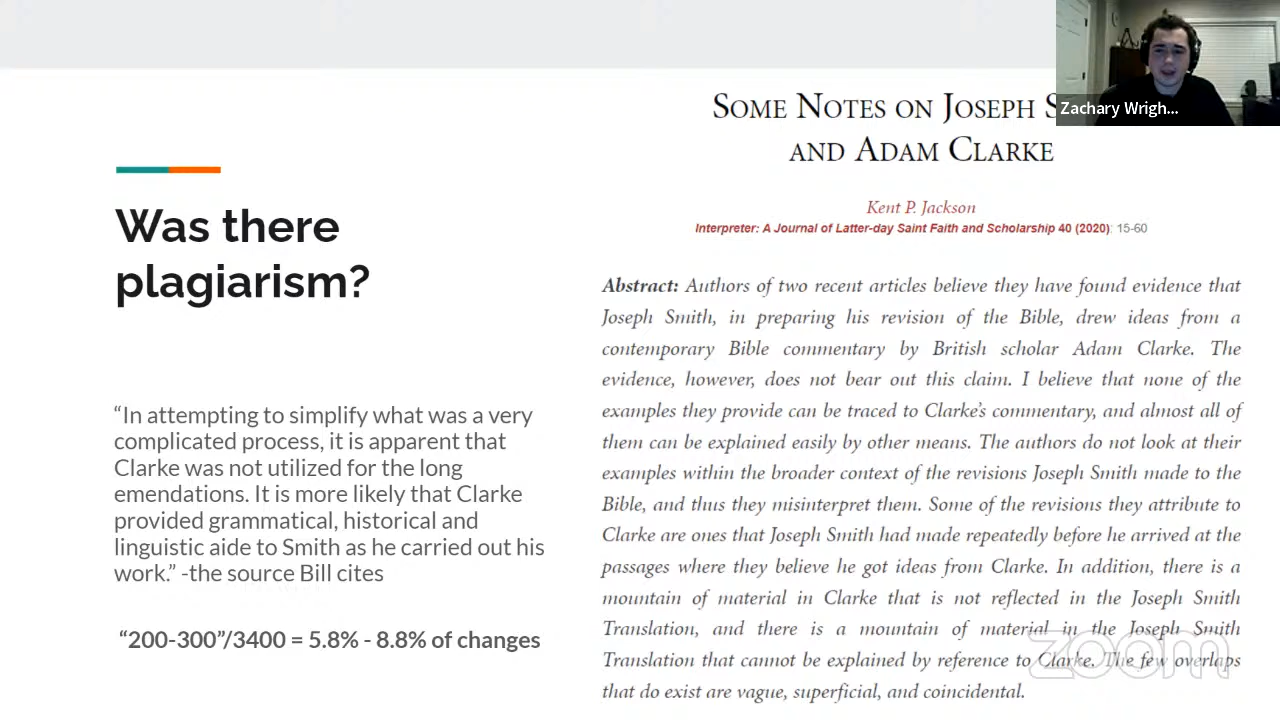 Zachary Wrigh...
SOME NOTES ON JOSEPH S
AND ADAM CLARKE
Kent P. Jackson
Interpreter: A Journal of Latter-day Saint Faith and Scholarship 40 (2020): 15-60
Was there
plagiarism?
“In attempting to simplify what was a very
complicated process, it is apparent that
Clarke was not utilized for the long
emendations. It is more likely that Clarke
provided grammatical, historical and
linguistic aide to Smith as he carried out his
work.” -the source Bill cites
“200-300”/3400 = 5.8% - 8.8% of changes
Abstract: Authors of two recent articles believe they have found evidence that
Joseph Smith, in preparing his revision of the Bible, drew ideas from a
contemporary Bible commentary by British scholar Adam Clarke. The
evidence, however, does not bear out this claim. I believe that none of the
examples they provide can be traced to Clarke’s commentary, and almost all of
them can be explained easily by other means. The authors do not look at their
examples within the broader context of the revisions Joseph Smith made to the
Bible, and thus they misinterpret them. Some of the revisions they attribute to
Clarke are ones that Joseph Smith had made repeatedly before he arrived at the
passages where they believe he got ideas from Clarke. In addition, there is a
mountain of material in Clarke that is not reflected in the Joseph Smith
Translation, and there is a mountain of material in the Joseph Smith
Translation that cannot be explained by reference to Clarke. The few overlaps
that do exist are vague, superficial, and coincidental.
zoom